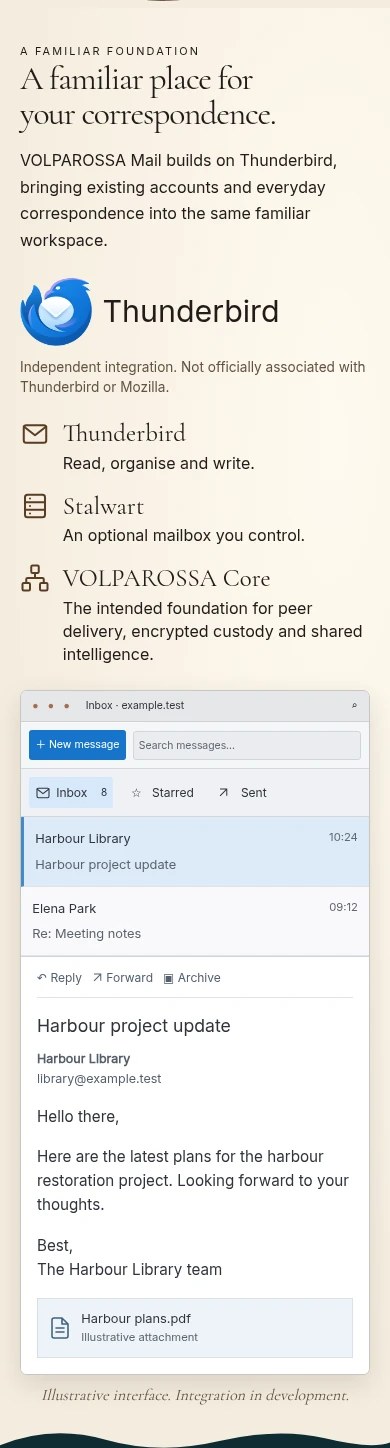 A FAMILIAR FOUNDATION
A familiar place for
your correspondence.
VOLPAROSSA Mail builds on Thunderbird,
bringing existing accounts and everyday
correspondence into the same familiar
workspace.
Thunderbird
Independent integration. Not officially associated with
Thunderbird or Mozilla.
Thunderbird
Read, organise and write.
Stalwart
An optional mailbox you control.
VOLPAROSSA Core
The intended foundation for peer
delivery, encrypted custody and shared
intelligence.
Inbox · example.test
+ New message
Search messages...
Inbox 8 ☆ Starred ↗ Sent
Harbour Library 10:24
Harbour project update
Elena Park 09:12
Re: Meeting notes
↶ Reply ↗ Forward ▣ Archive
Harbour project update
Harbour Library
library@example.test
Hello there,
Here are the latest plans for the harbour
restoration project. Looking forward to your
thoughts.
Best,
The Harbour Library team
Harbour plans.pdf
Illustrative attachment
Illustrative interface. Integration in development.